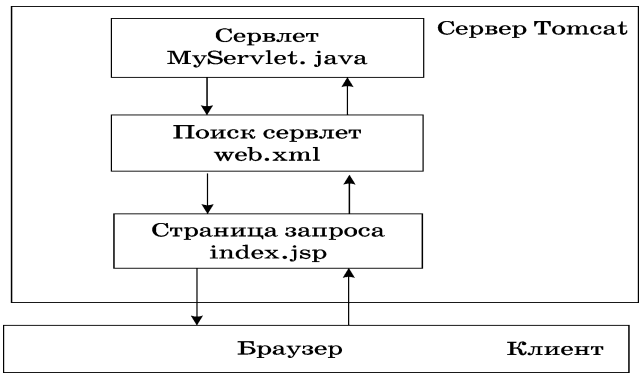 Сервлет
Сервер Tomcat
MyServlet. java
Поиск сервлет
web.xml
Страница запроса
index.jsp
Браузер
Клиент